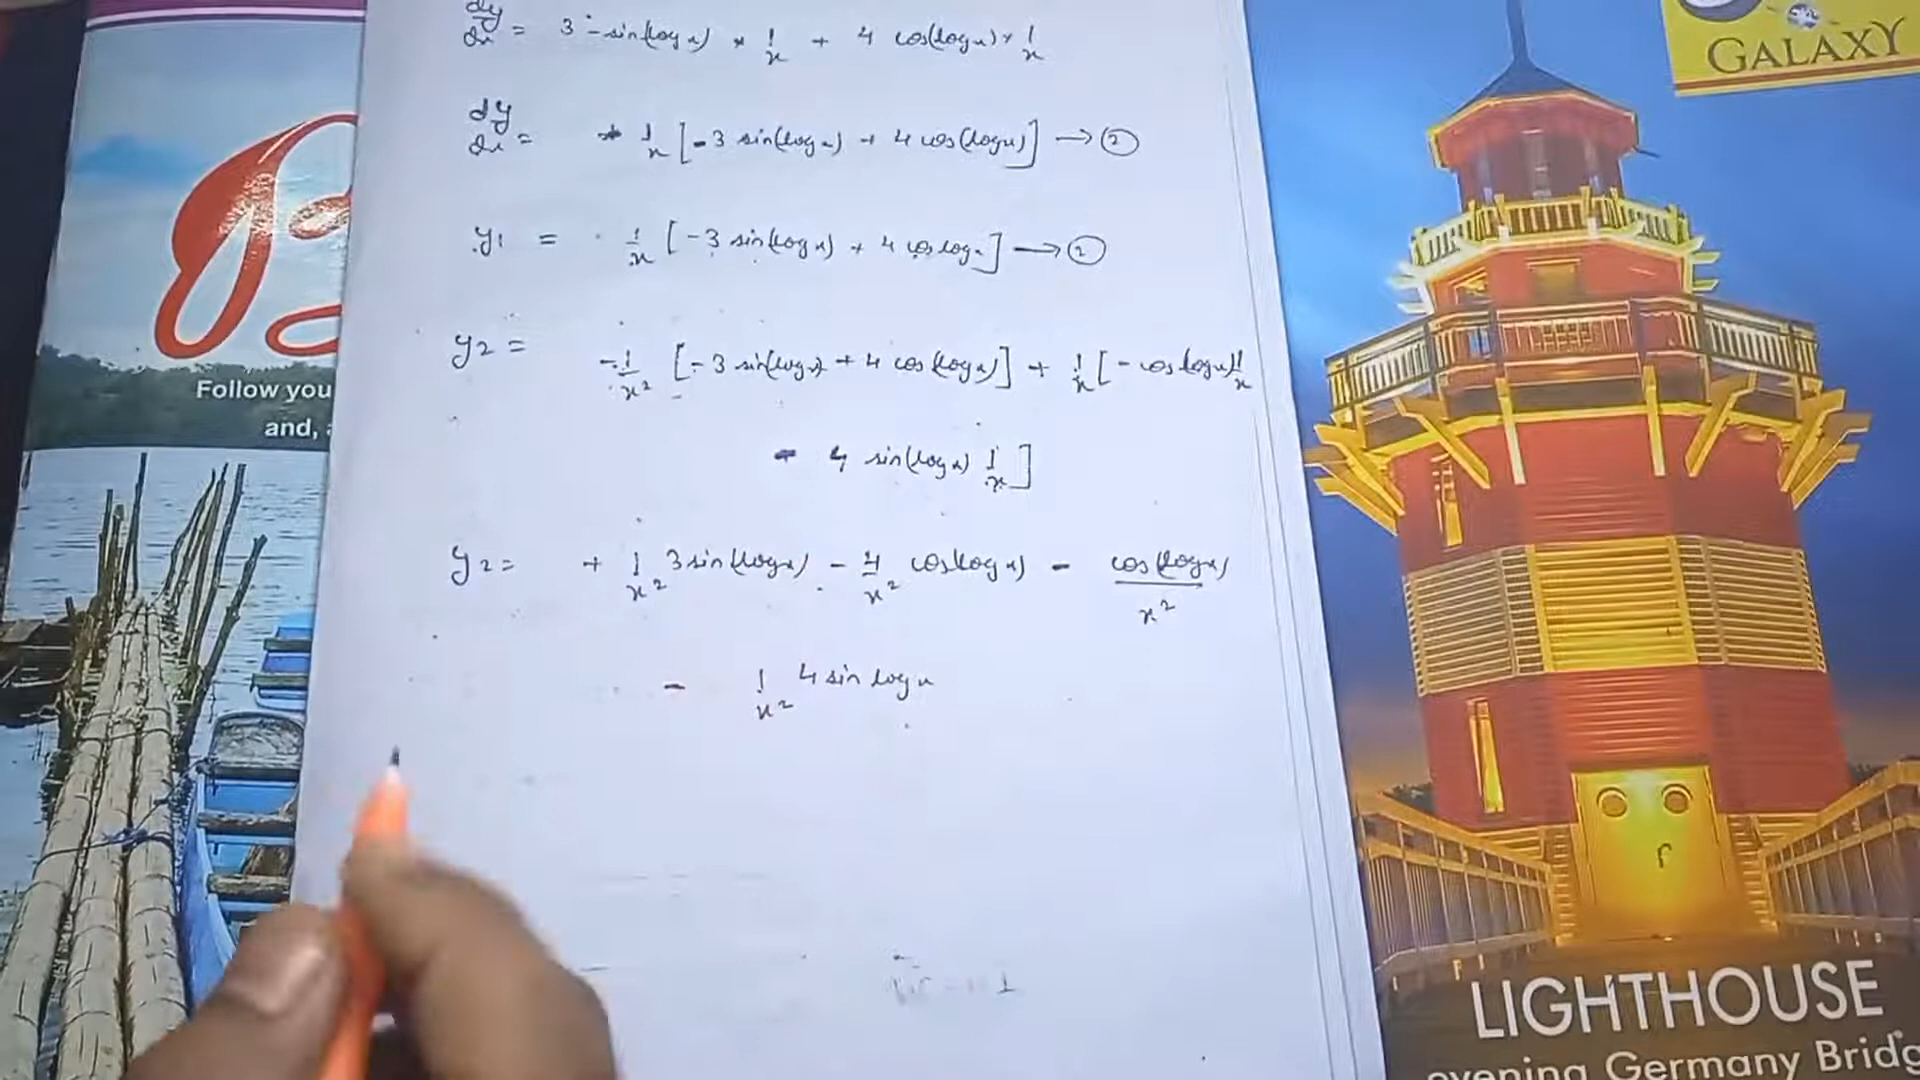 dy/dx = 3 - sin(log x) * 1/x + 4 cos(log x) * 1/x
dy/dx = 1/x [-3 sin(log x) + 4 cos(log x)] → ②
y1 = 1/x [-3 sin(log x) + 4 cos log x] → ②
y2 = -1/x² [-3 sin(log x) + 4 cos(log x)] + 1/x [- cos log x) 1/x
- 4 sin(log x) 1/x]
y2 = + 1/x² 3 sin(log x) - 4/x² cos(log x) - cos(log x)/x²
- 1/x² 4 sin log x
Follow you
and,
GALAXY
LIGHTHOUSE
evening Germany Bridg